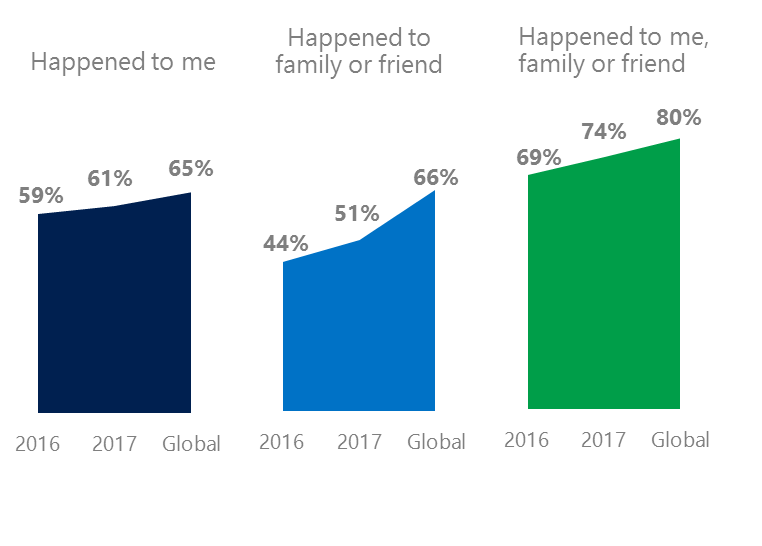 Happened to me
59%
61%
65%
2016
2017
Global
Happened to
family or friend
44%
51%
66%
2016
2017
Global
Happened to me,
family or friend
69%
74%
80%
2016
2017
Global